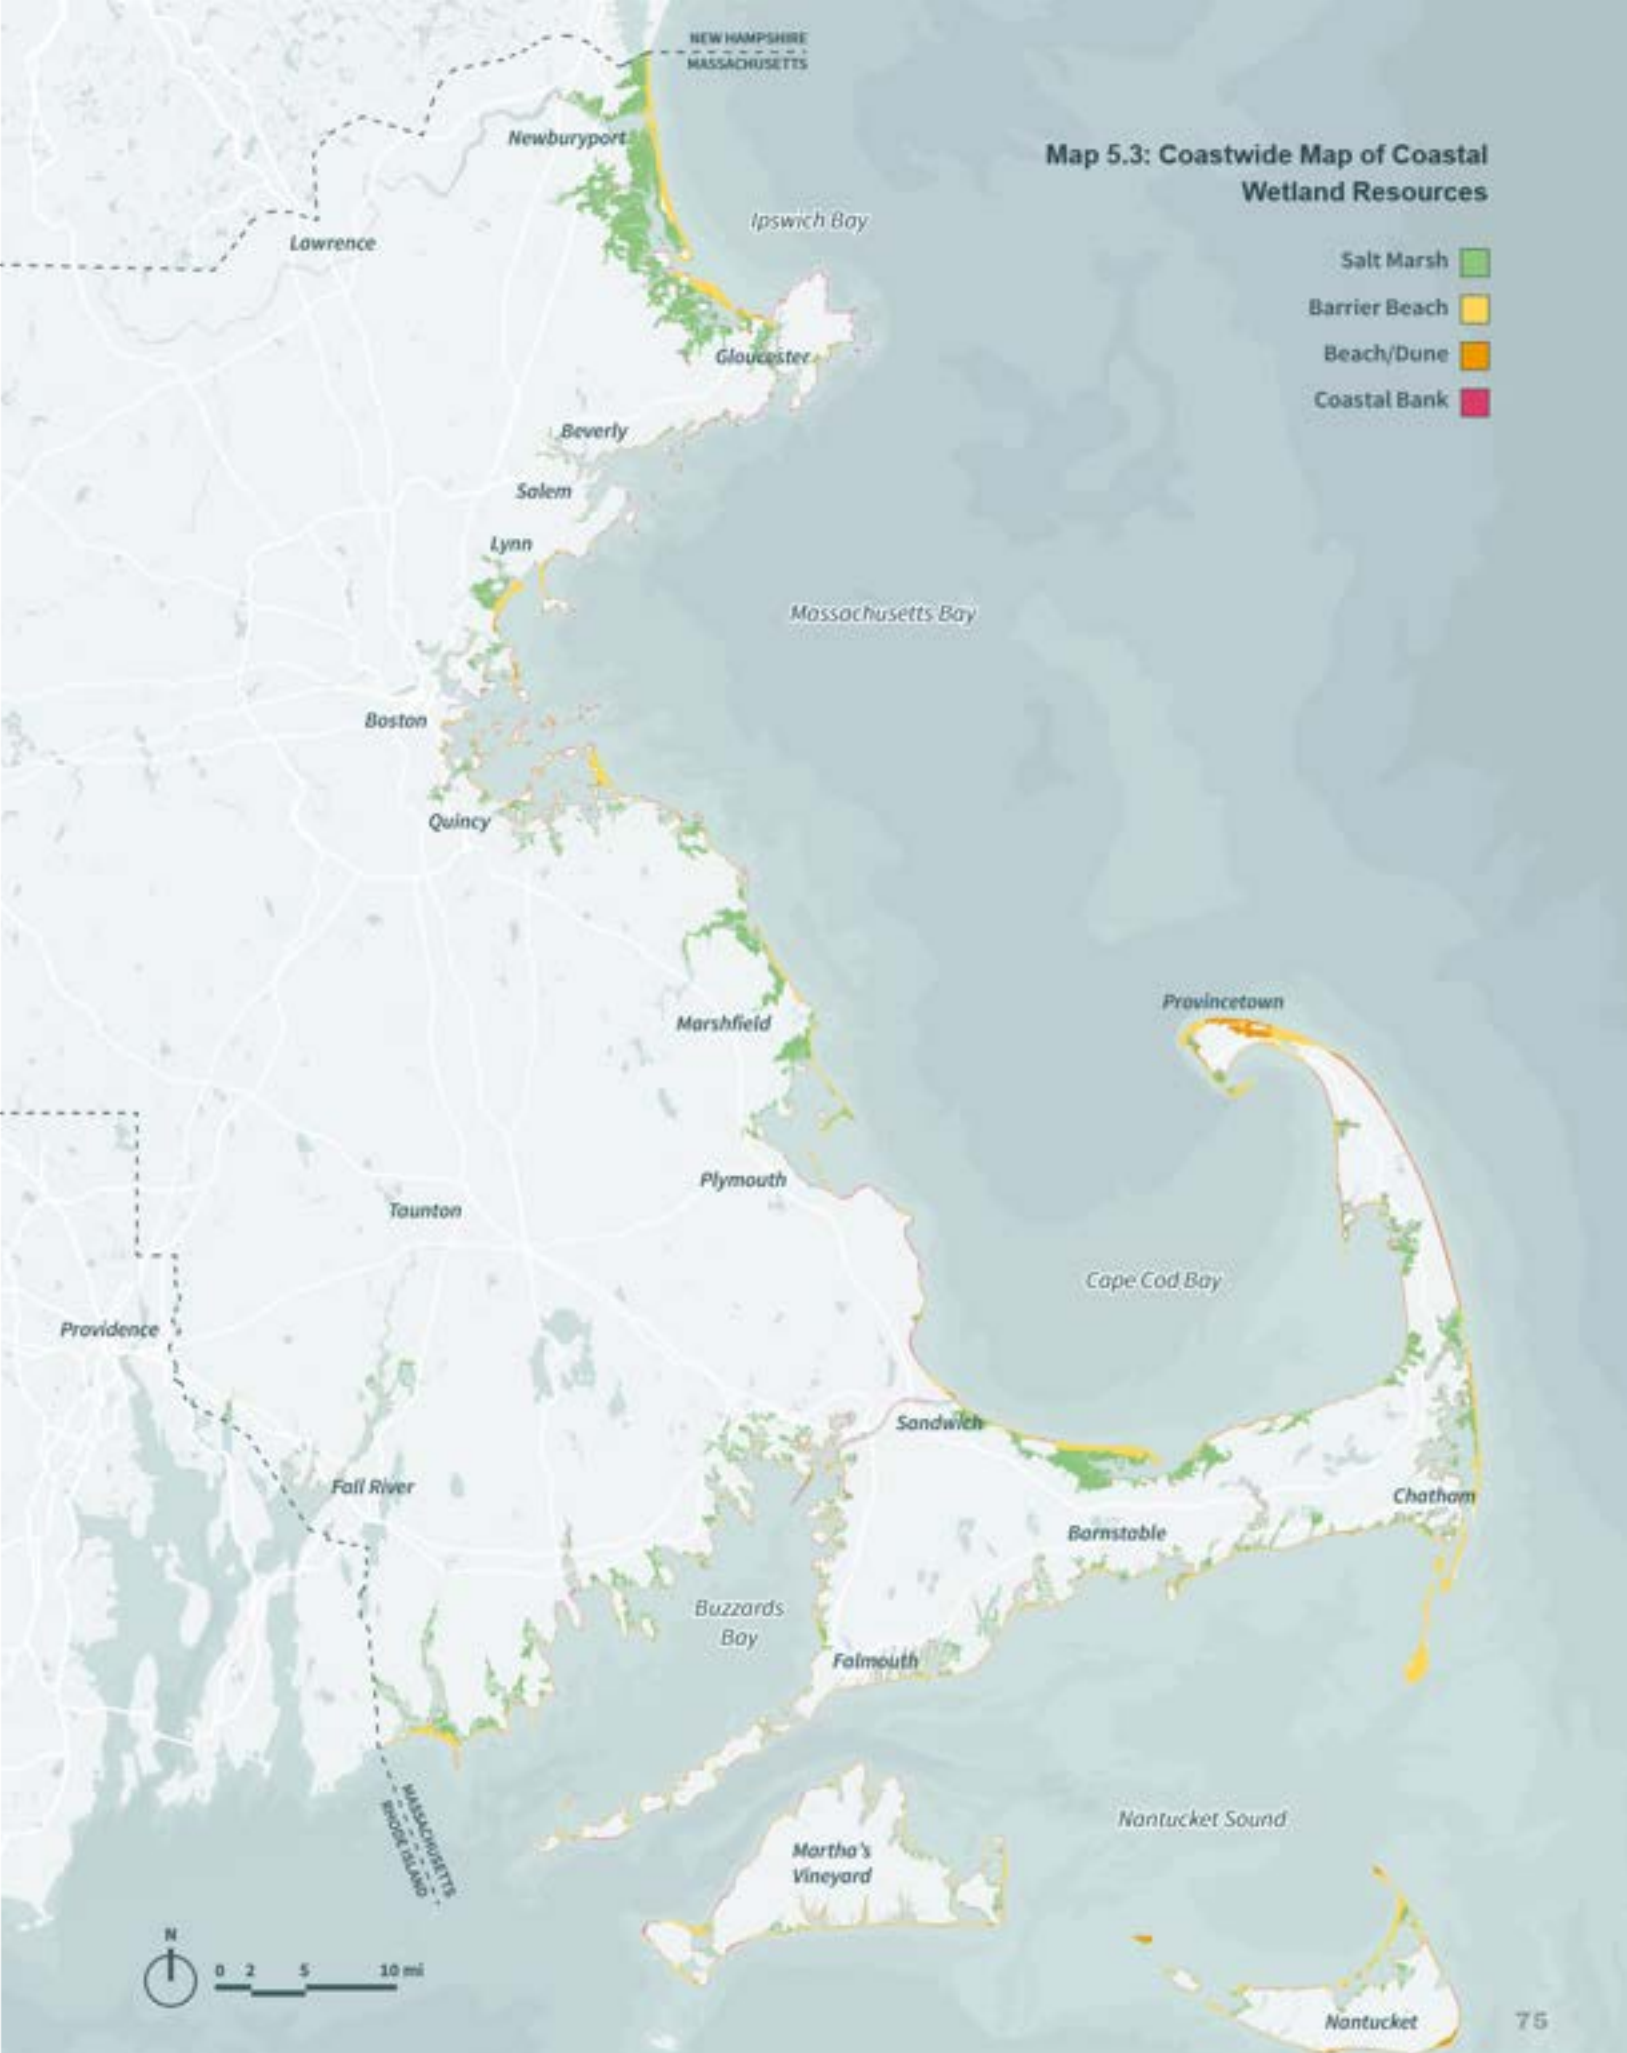 NEW HAMPSHIRE
MASSACHUSETTS
Newburyport
Map 5.3: Coastwide Map of Coastal
Wetland Resources
Ipswich Bay
Lawrence
Salt Marsh
Barrier Beach
Beach/Dune
Gloucester
Coastal Bank
Beverly
Salem
Lynn
Massachusetts Bay
Boston
Quincy
Provincetown
Marshfield
Plymouth
Taunton
Cape Cod Bay
Providence
Sandwich
Fall River
Chatham
Barnstable
Buzzards
Bay
Falmouth
MASSACHUSETTS
RHODE ISLAND
Nantucket Sound
Martha's
Vineyard
N
0 2 5 10 mi
Nantucket
75